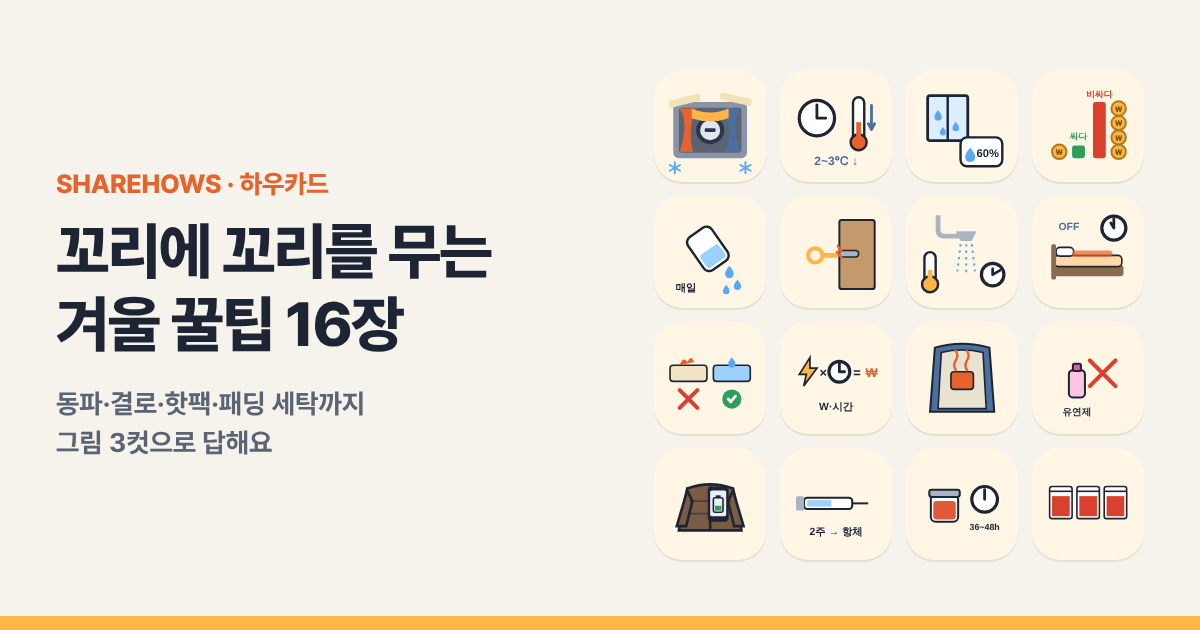 SHAREHOWS · 하우카드
꼬리에 꼬리를 무는
겨울 꿀팁 16장
동파·결로·핫팩·패딩 세탁까지
그림 3컷으로 답해요
2~3℃ ↓
60%
비싸다
싸다
₩
₩
₩
₩
₩
매일
OFF
× = ₩
W·시간
유연제
2주 → 항체
36~48h